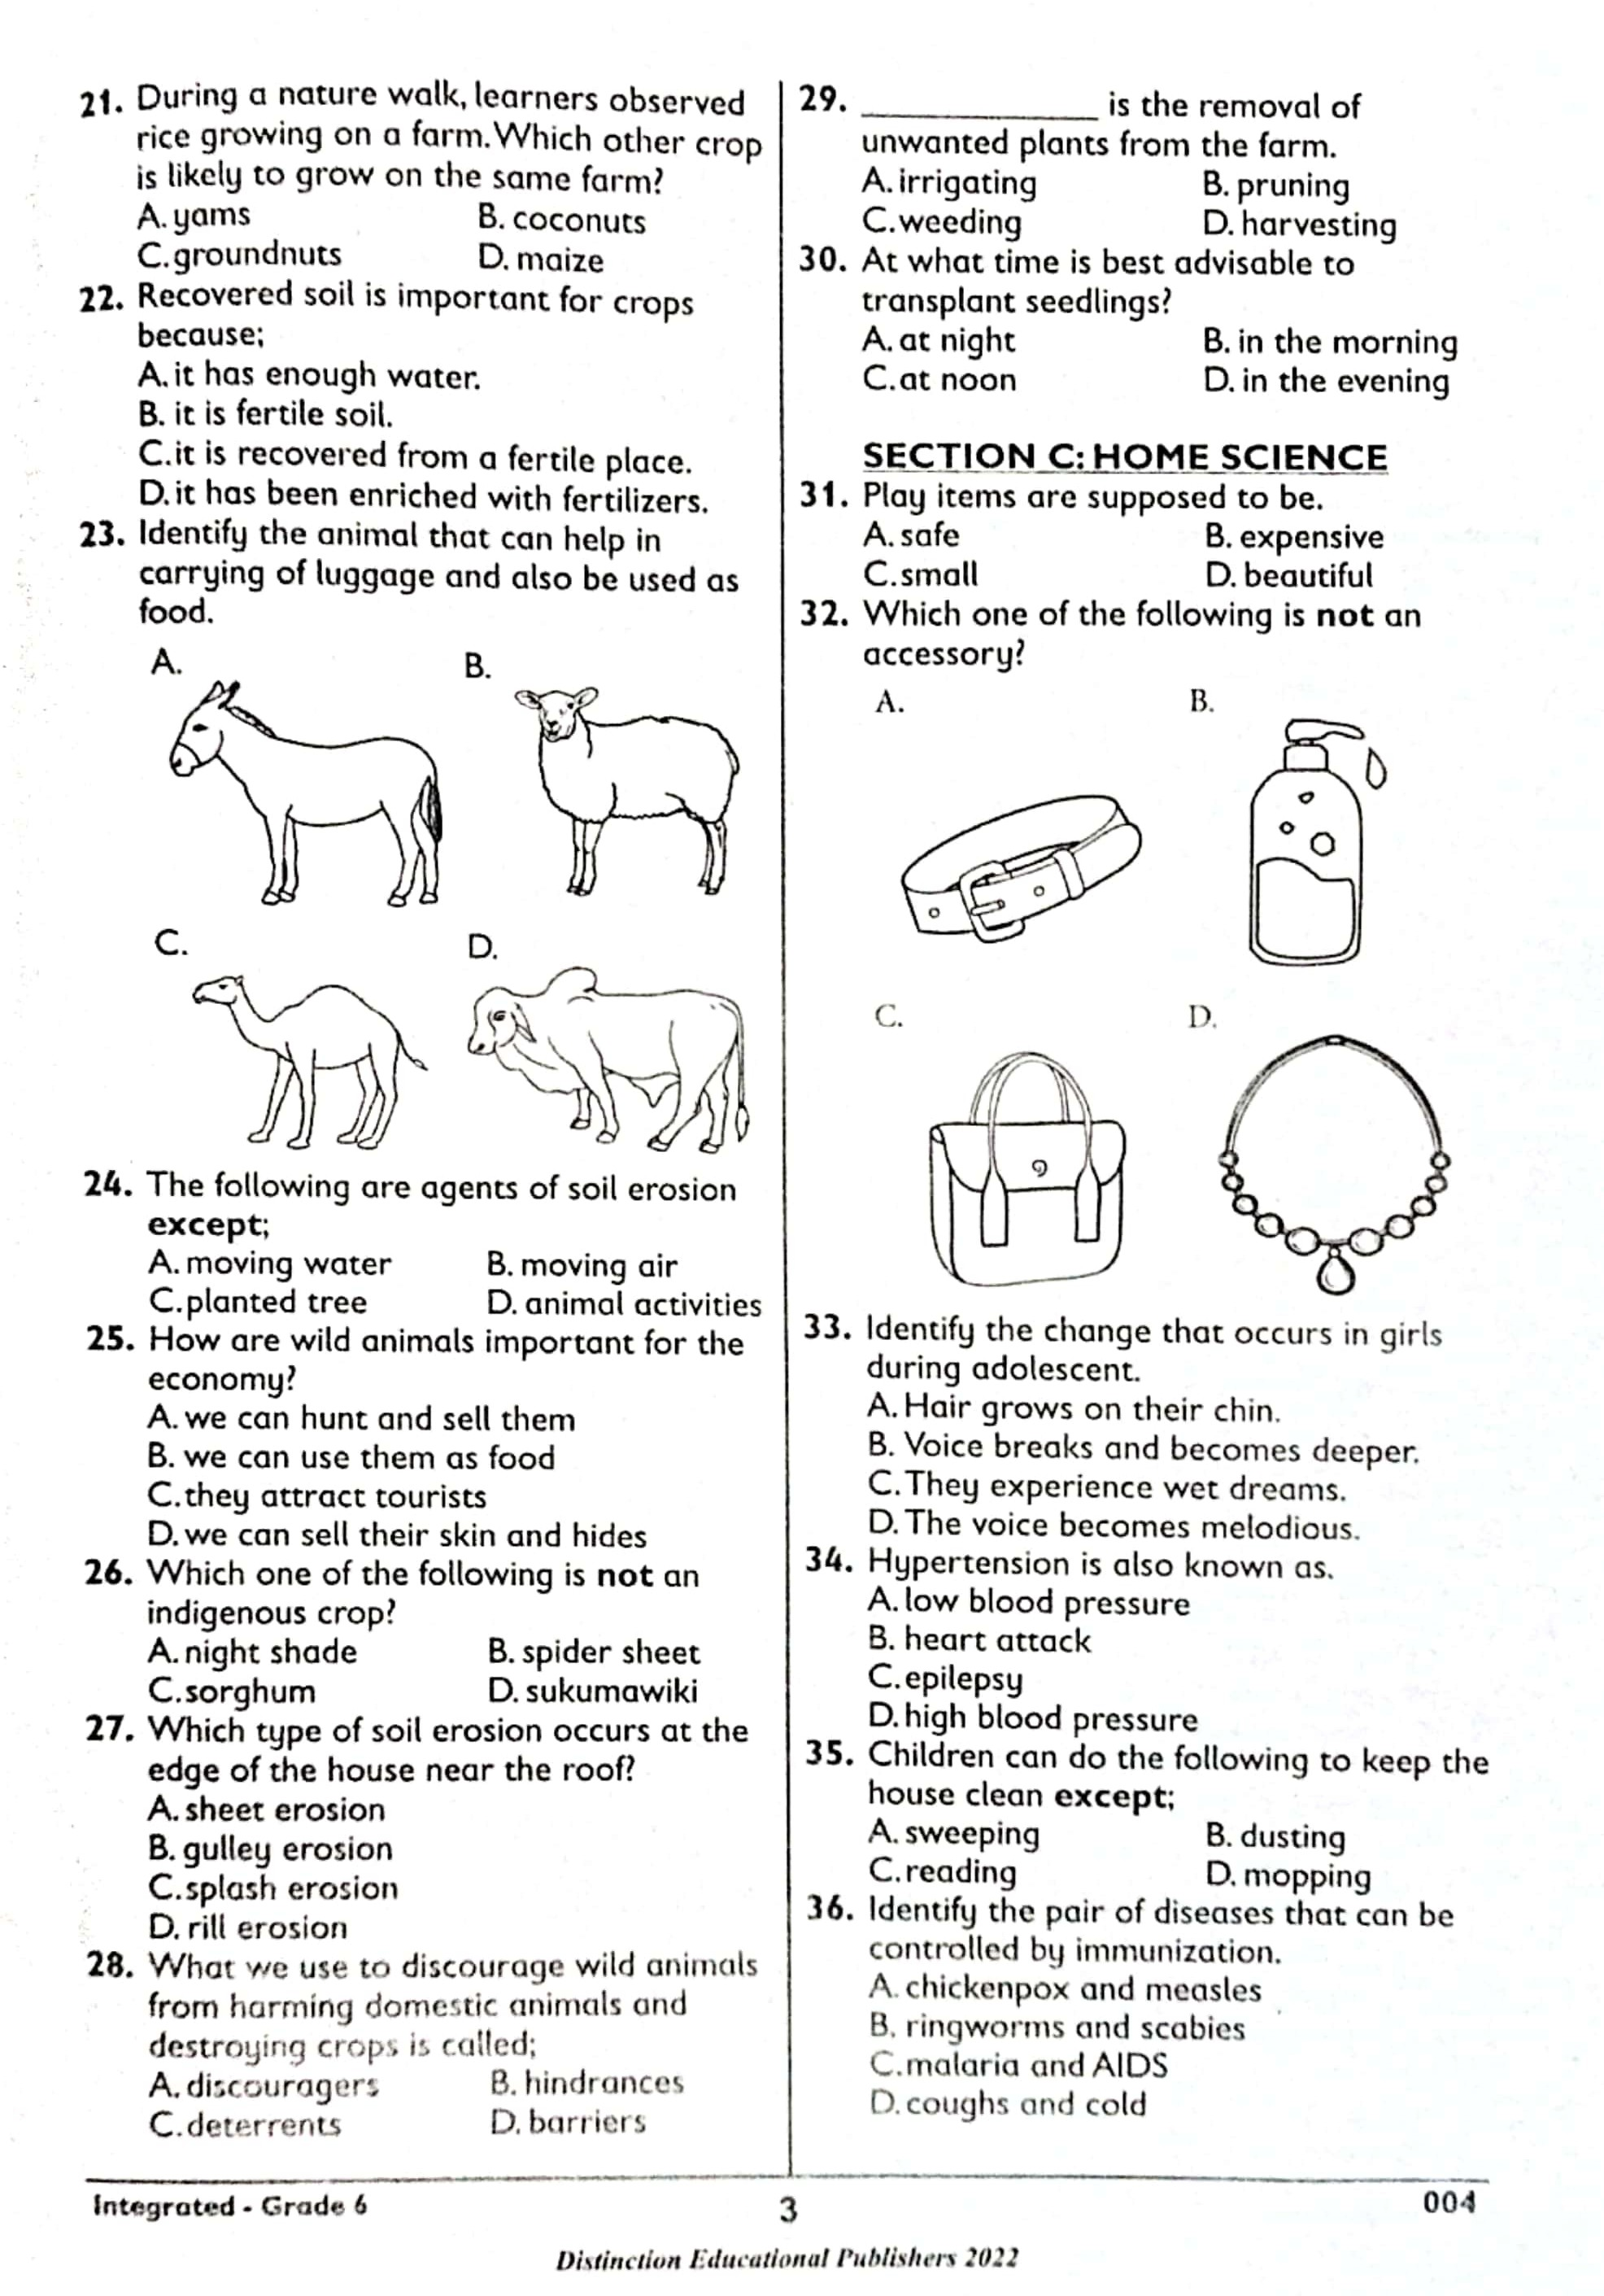 21. During a nature walk, learners observed
rice growing on a farm. Which other crop
is likely to grow on the same farm?
A. yams B. coconuts
C. groundnuts D. maize
22. Recovered soil is important for crops
because;
A. it has enough water.
B. it is fertile soil.
C. it is recovered from a fertile place.
D. it has been enriched with fertilizers.
23. Identify the animal that can help in
carrying of luggage and also be used as
food.
A. B.
C. D.
24. The following are agents of soil erosion
except;
A. moving water B. moving air
C. planted tree D. animal activities
25. How are wild animals important for the
economy?
A. we can hunt and sell them
B. we can use them as food
C. they attract tourists
D. we can sell their skin and hides
26. Which one of the following is not an
indigenous crop?
A. night shade B. spider sheet
C. sorghum D. sukumawiki
27. Which type of soil erosion occurs at the
edge of the house near the roof?
A. sheet erosion
B. gulley erosion
C. splash erosion
D. rill erosion
28. What we use to discourage wild animals
from harming domestic animals and
destroying crops is called;
A. discouragers B. hindrances
C. deterrents D. barriers
29. ______________ is the removal of
unwanted plants from the farm.
A. irrigating B. pruning
C. weeding D. harvesting
30. At what time is best advisable to
transplant seedlings?
A. at night B. in the morning
C. at noon D. in the evening
SECTION C: HOME SCIENCE
31. Play items are supposed to be.
A. safe B. expensive
C. small D. beautiful
32. Which one of the following is not an
accessory?
A. B.
C. D.
33. Identify the change that occurs in girls
during adolescent.
A. Hair grows on their chin.
B. Voice breaks and becomes deeper.
C. They experience wet dreams.
D. The voice becomes melodious.
34. Hypertension is also known as.
A. low blood pressure
B. heart attack
C. epilepsy
D. high blood pressure
35. Children can do the following to keep the
house clean except;
A. sweeping B. dusting
C. reading D. mopping
36. Identify the pair of diseases that can be
controlled by immunization.
A. chickenpox and measles
B. ringworms and scabies
C. malaria and AIDS
D. coughs and cold
Integrated - Grade 6 3 004
Distinction Educational Publishers 2022